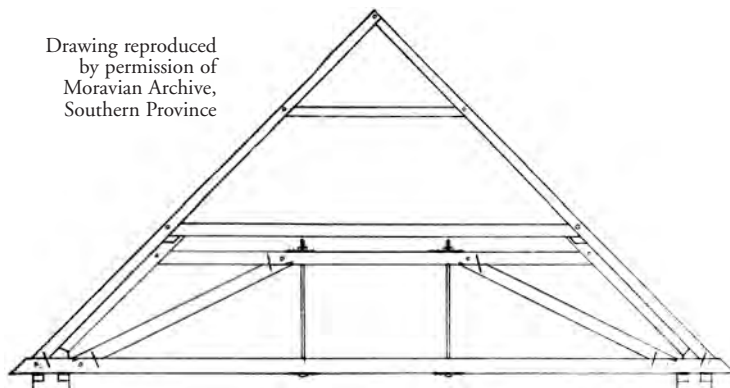 Drawing reproduced
by permission of
Moravian Archive,
Southern Province